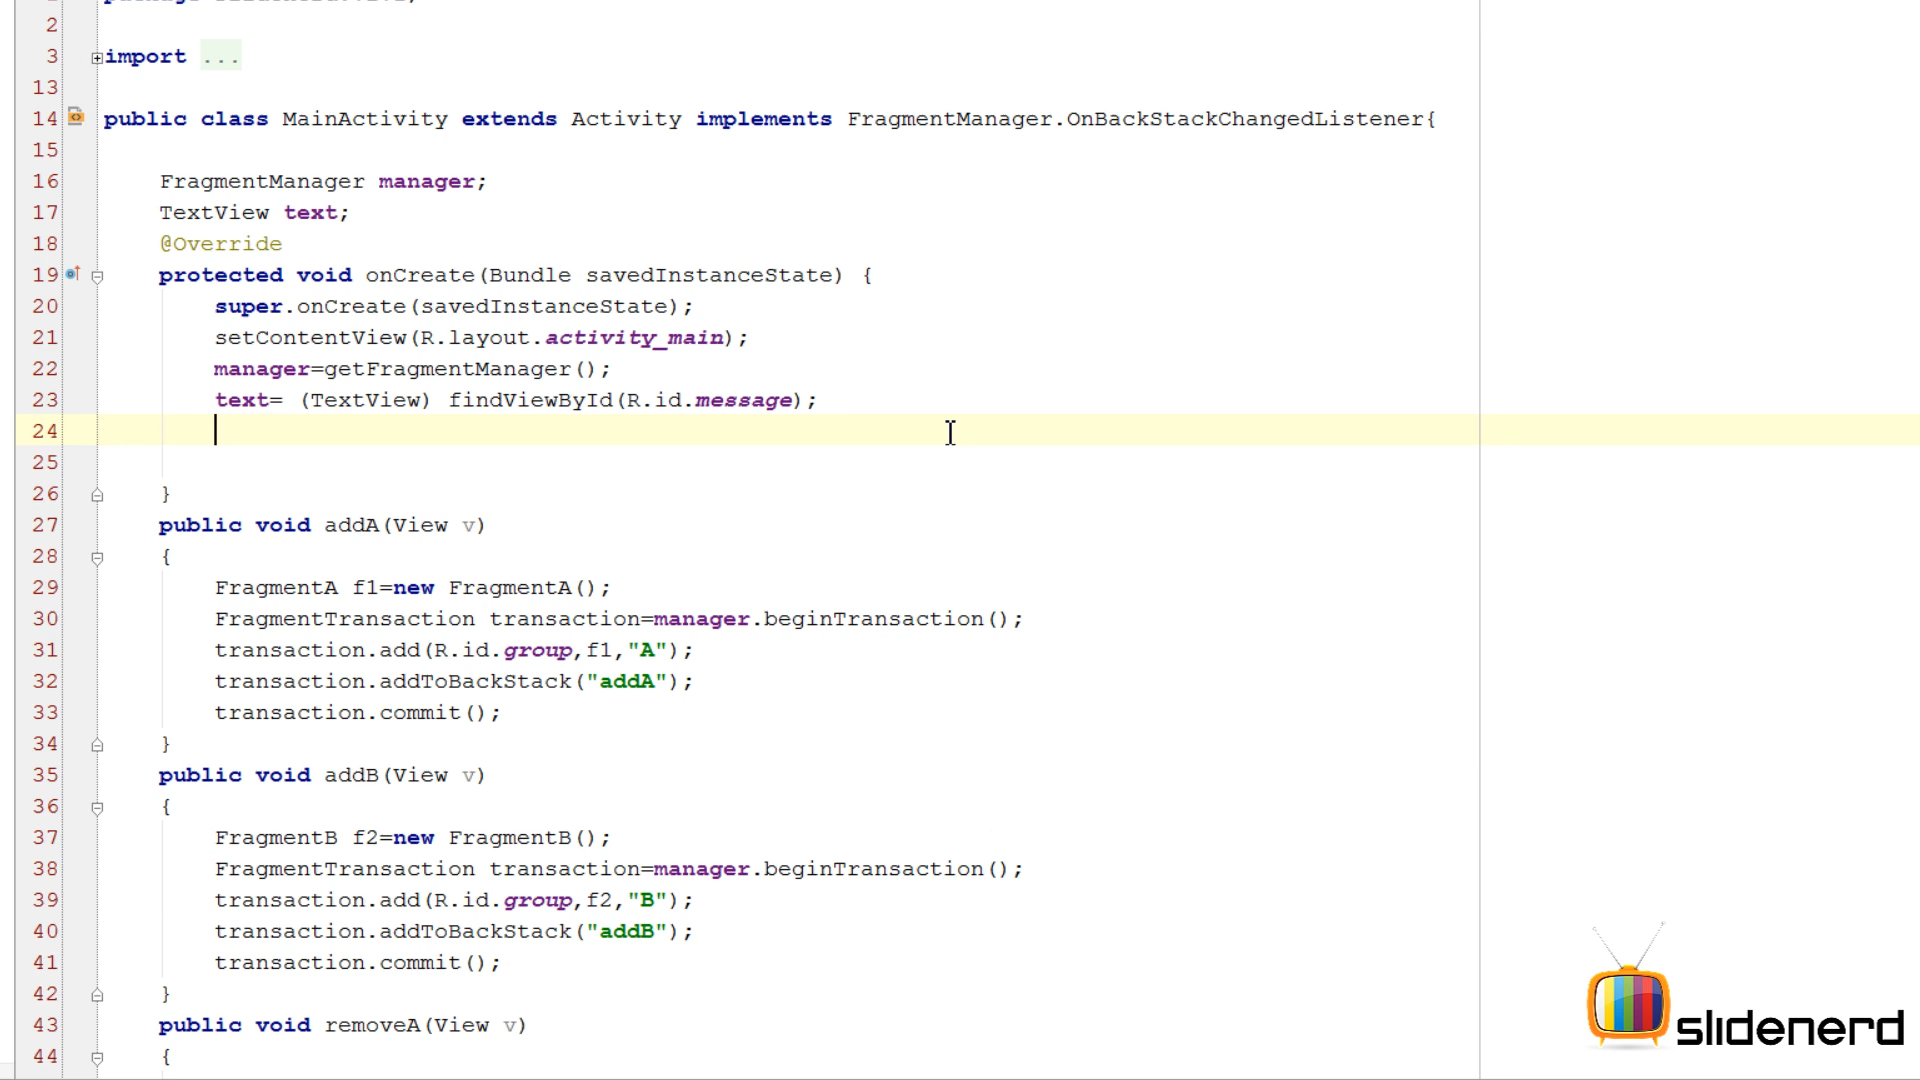 2
3 import ...
13
14 public class MainActivity extends Activity implements FragmentManager.OnBackStackChangedListener{
15
16 FragmentManager manager;
17 TextView text;
18 @Override
19 protected void onCreate(Bundle savedInstanceState) {
20 super.onCreate(savedInstanceState);
21 setContentView(R.layout.activity_main);
22 manager=getFragmentManager();
23 text= (TextView) findViewById(R.id.message);
24
25
26 }
27 public void addA(View v)
28 {
29 FragmentA f1=new FragmentA();
30 FragmentTransaction transaction=manager.beginTransaction();
31 transaction.add(R.id.group,f1,"A");
32 transaction.addToBackStack("addA");
33 transaction.commit();
34 }
35 public void addB(View v)
36 {
37 FragmentB f2=new FragmentB();
38 FragmentTransaction transaction=manager.beginTransaction();
39 transaction.add(R.id.group,f2,"B");
40 transaction.addToBackStack("addB");
41 transaction.commit();
42 }
43 public void removeA(View v)
44 {
slidenerd